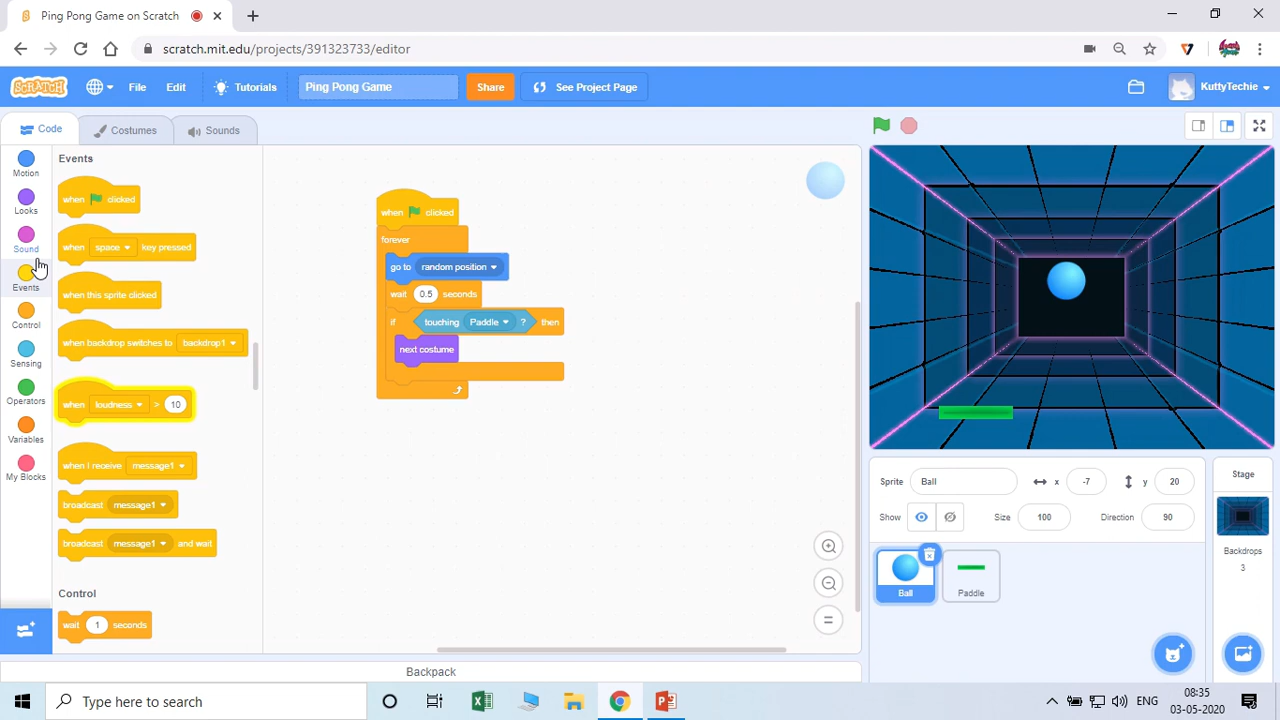 Ping Pong Game on Scratch
scratch.mit.edu/projects/391323733/editor
SCRATCH
File
Edit
Tutorials
Ping Pong Game
Share
See Project Page
KuttyTechie
Code
Costumes
Sounds
Motion
Looks
Sound
Events
Control
Sensing
Operators
Variables
My Blocks
Events
when clicked
when space key pressed
when this sprite clicked
when backdrop switches to backdrop1
when loudness > 10
when I receive message1
broadcast message1
broadcast message1 and wait
Control
wait 1 seconds
when clicked
forever
go to random position
wait 0.5 seconds
if touching Paddle ? then
next costume
Sprite Ball x -7 y 20
Show Size 100 Direction 90
Ball
Paddle
Stage
Backdrops
3
Backpack
Type here to search
ENG
08:35
03-05-2020